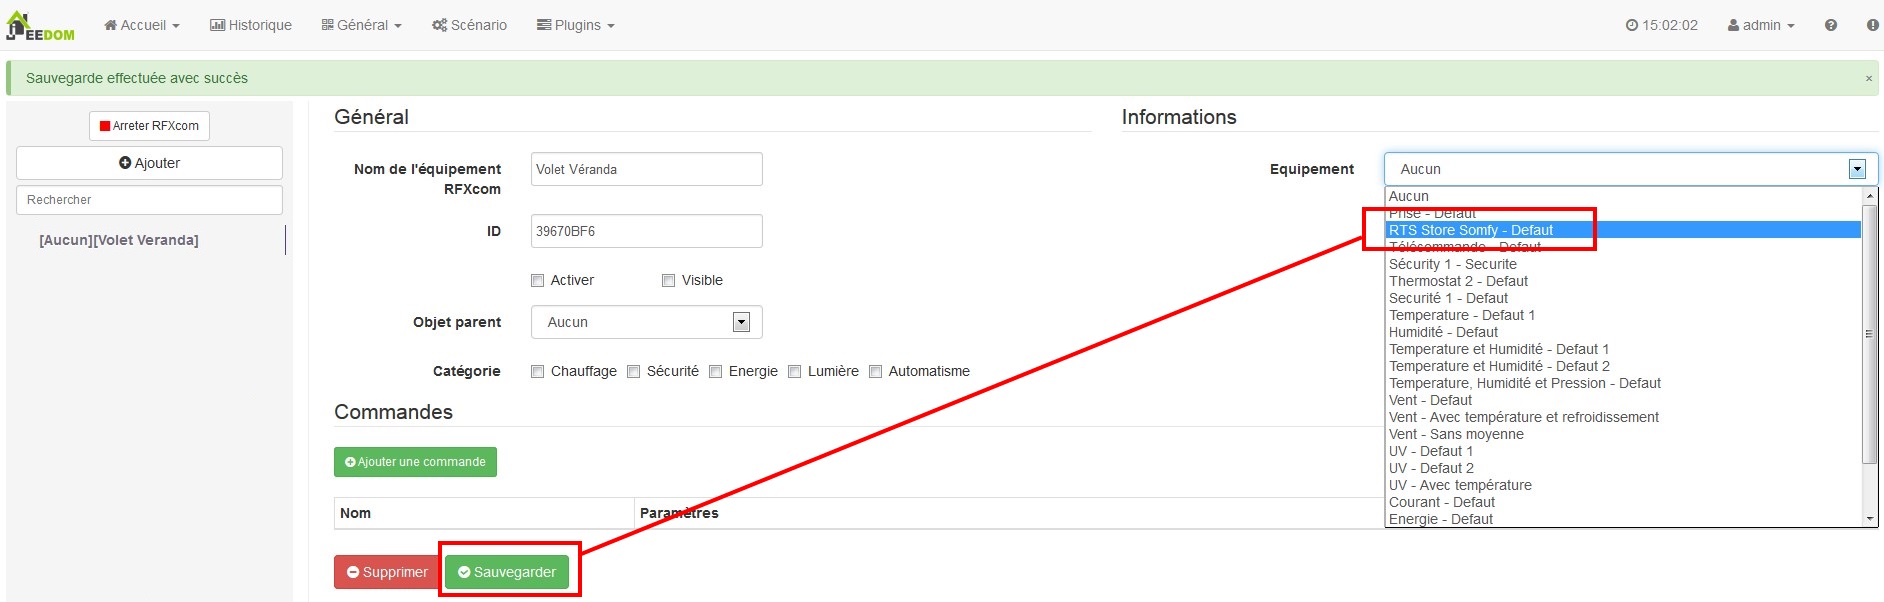 EEDOM
Accueil
Historique
Général
Scénario
Plugins
15:02:02
admin
Sauvegarde effectuée avec succès
×
Arreter RFXcom
Ajouter
Rechercher
[Aucun][Volet Veranda]
Général
Nom de l'équipement
RFXcom
Volet Véranda
ID
39670BF6
Activer
Visible
Objet parent
Aucun
Catégorie
Chauffage
Sécurité
Energie
Lumière
Automatisme
Commandes
Ajouter une commande
Nom
Paramètres
Supprimer
Sauvegarder
Informations
Equipement
Aucun
Aucun
Prise - Defaut
RTS Store Somfy - Defaut
Télécommande - Defaut
Sécurity 1 - Securite
Thermostat 2 - Defaut
Securité 1 - Defaut
Temperature - Defaut 1
Humidité - Defaut
Temperature et Humidité - Defaut 1
Temperature et Humidité - Defaut 2
Temperature, Humidité et Pression - Defaut
Vent - Defaut
Vent - Avec température et refroidissement
Vent - Sans moyenne
UV - Defaut 1
UV - Defaut 2
UV - Avec température
Courant - Defaut
Energie - Defaut